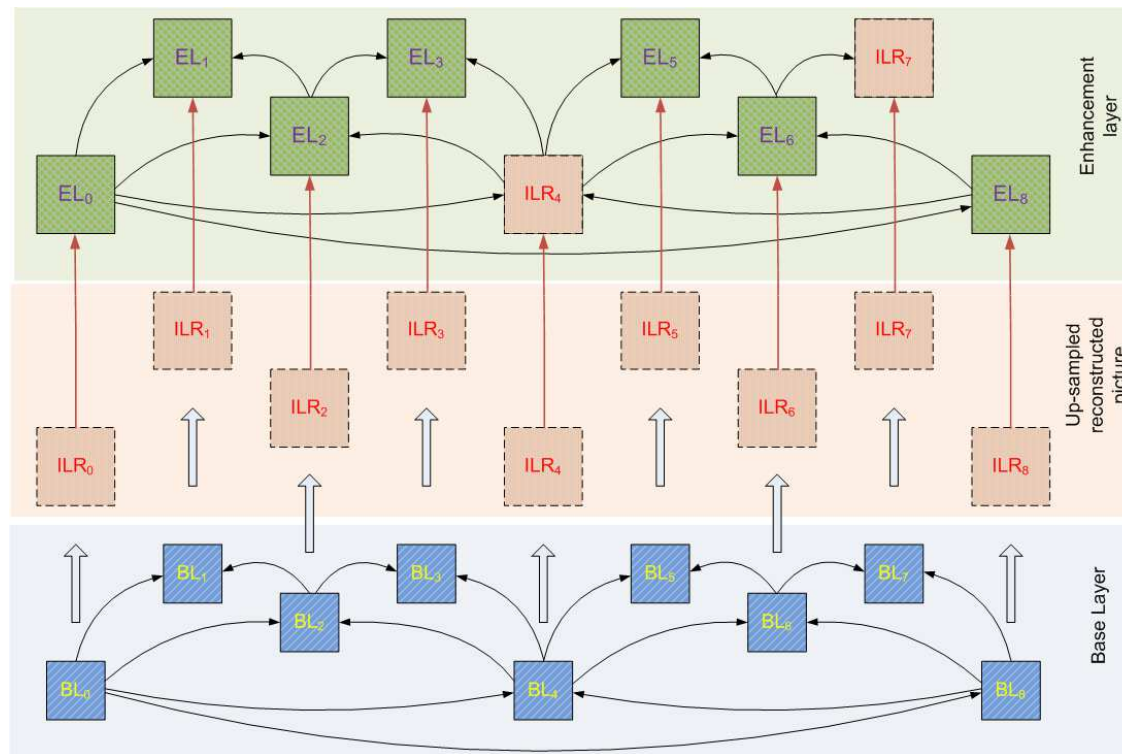 EL₁ EL₃ EL₅ ILR₇
EL₂ EL₆
EL₀ ILR₄ EL₈
Enhancement
layer
ILR₁ ILR₃ ILR₅ ILR₇
ILR₂ ILR₆
ILR₀ ILR₄ ILR₈
Up-sampled
reconstructed
picture
BL₁ BL₃ BL₅ BL₇
BL₂ BL₆
BL₀ BL₄ BL₈
Base Layer